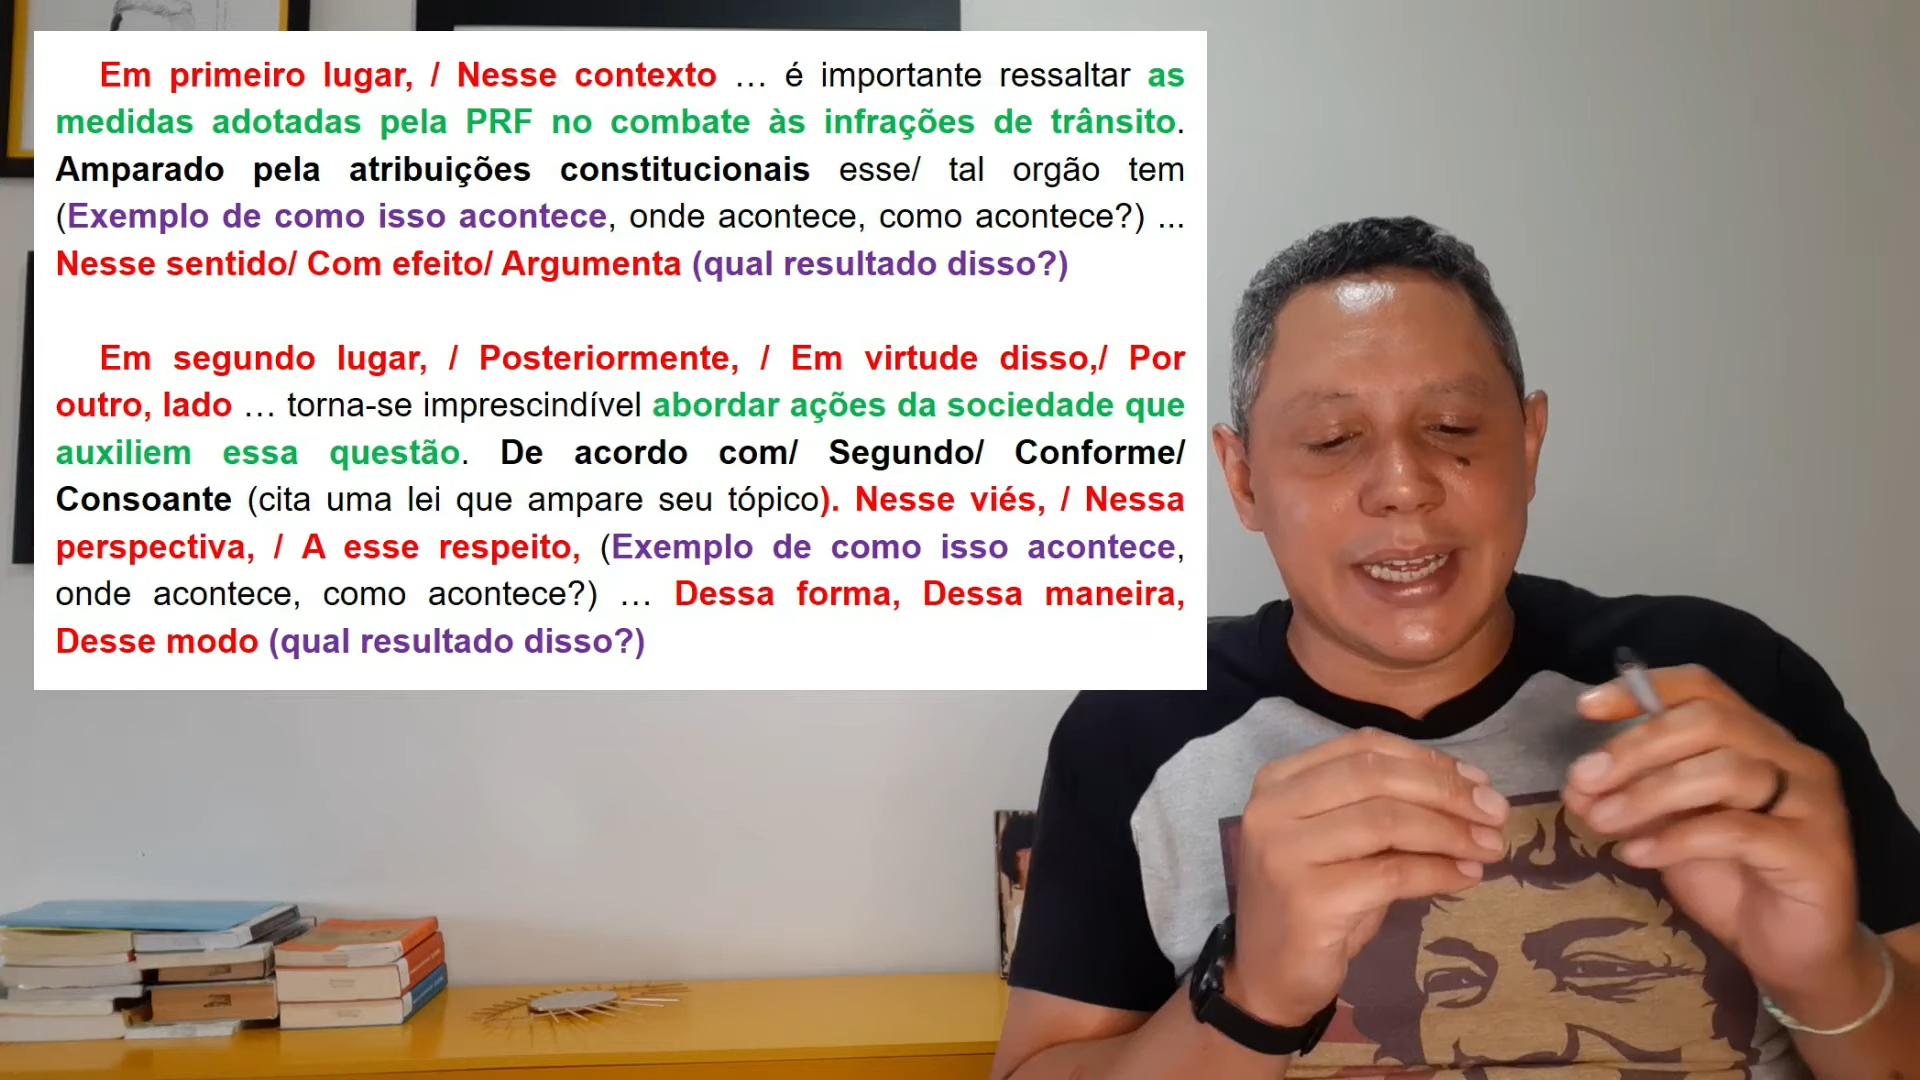 Em primeiro lugar, / Nesse contexto … é importante ressaltar as
medidas adotadas pela PRF no combate às infrações de trânsito.
Amparado pela atribuições constitucionais esse/ tal orgão tem
(Exemplo de como isso acontece, onde acontece, como acontece?) ...
Nesse sentido/ Com efeito/ Argumenta (qual resultado disso?)
Em segundo lugar, / Posteriormente, / Em virtude disso,/ Por
outro, lado … torna-se imprescindível abordar ações da sociedade que
auxiliem essa questão. De acordo com/ Segundo/ Conforme/
Consoante (cita uma lei que ampare seu tópico). Nesse viés, / Nessa
perspectiva, / A esse respeito, (Exemplo de como isso acontece,
onde acontece, como acontece?) … Dessa forma, Dessa maneira,
Desse modo (qual resultado disso?)